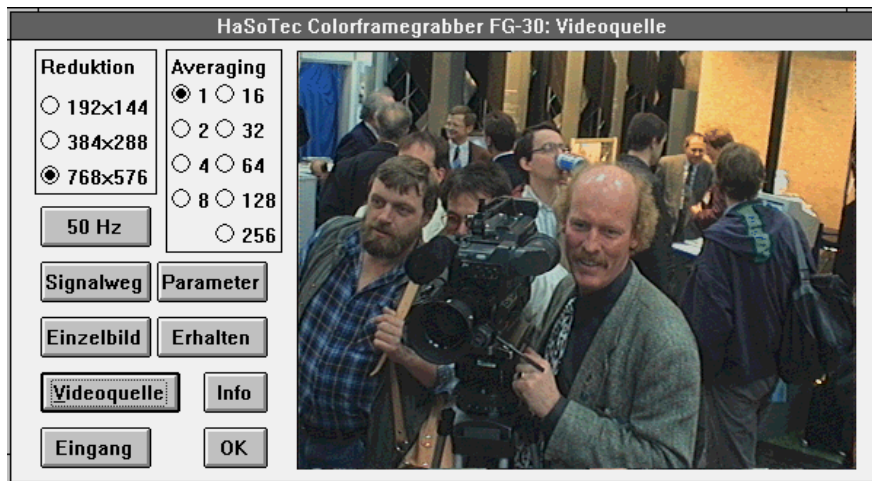 HaSoTec Colorframegrabber FG-30: Videoquelle
Reduktion
192x144
384x288
768x576
Averaging
1 16
2 32
4 64
8 128
256
50 Hz
Signalweg Parameter
Einzelbild Erhalten
Videoquelle Info
Eingang OK